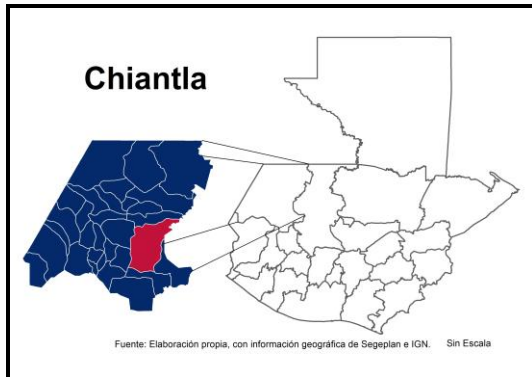 Chiantla
Fuente: Elaboración propia, con información geográfica de Segeplan e IGN. Sin Escala